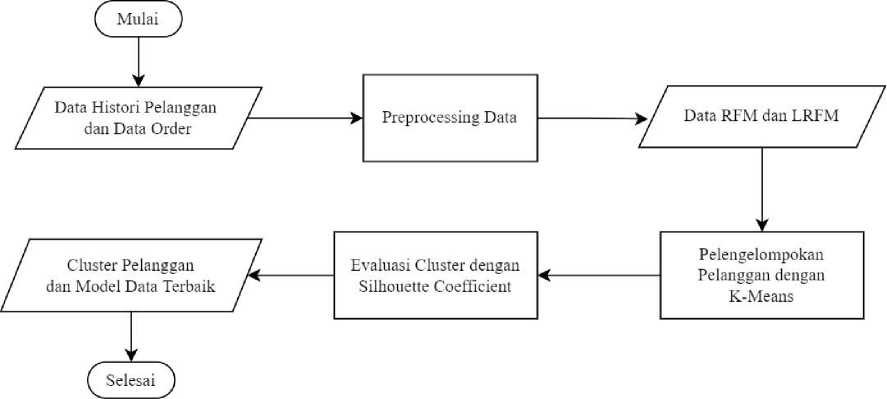 Mulai
Data Histori Pelanggan
dan Data Order
Preprocessing Data
Data RFM dan LRFM
Pelengelompokan
Pelanggan dengan
K-Means
Evaluasi Cluster dengan
Silhouette Coefficient
Cluster Pelanggan
dan Model Data Terbaik
Selesai